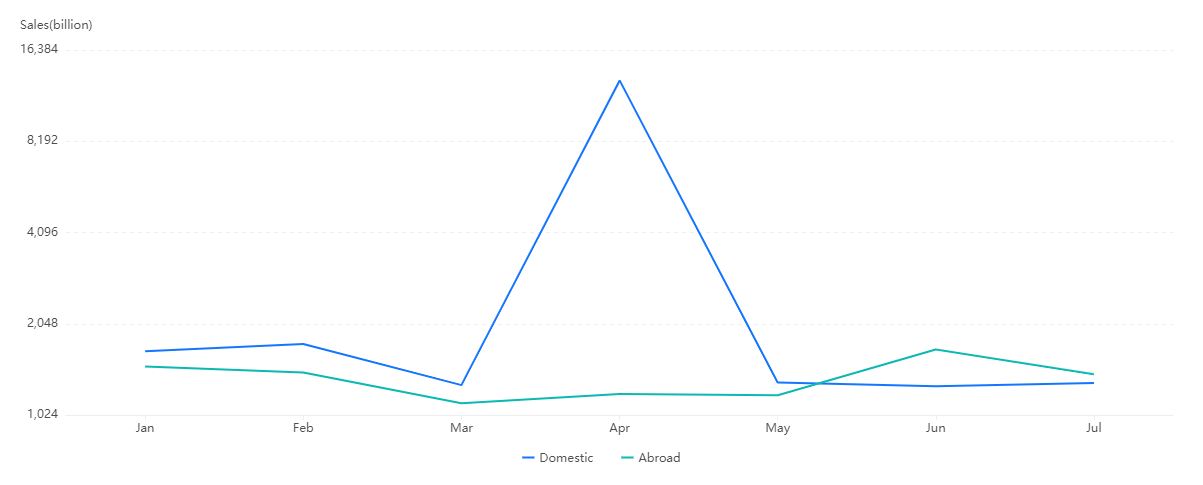 Sales(billion)
16,384
8,192
4,096
2,048
1,024
Jan Feb Mar Apr May Jun Jul
Domestic Abroad